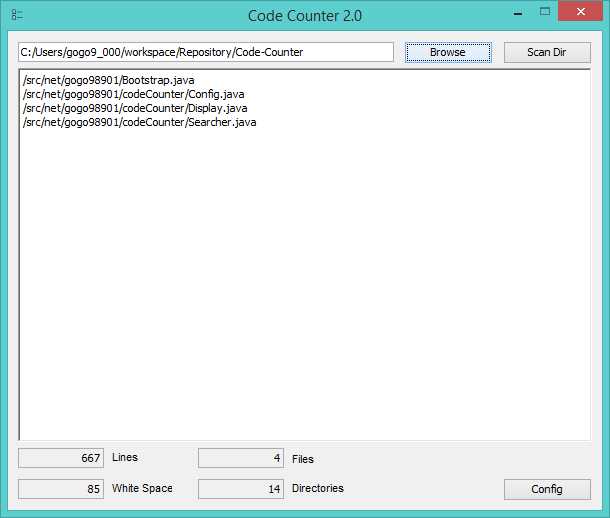 Code Counter 2.0
C:/Users/gogo9_000/workspace/Repository/Code-Counter
Browse
Scan Dir
/src/net/gogo98901/Bootstrap.java
/src/net/gogo98901/codeCounter/Config.java
/src/net/gogo98901/codeCounter/Display.java
/src/net/gogo98901/codeCounter/Searcher.java
667 Lines
4 Files
85 White Space
14 Directories
Config